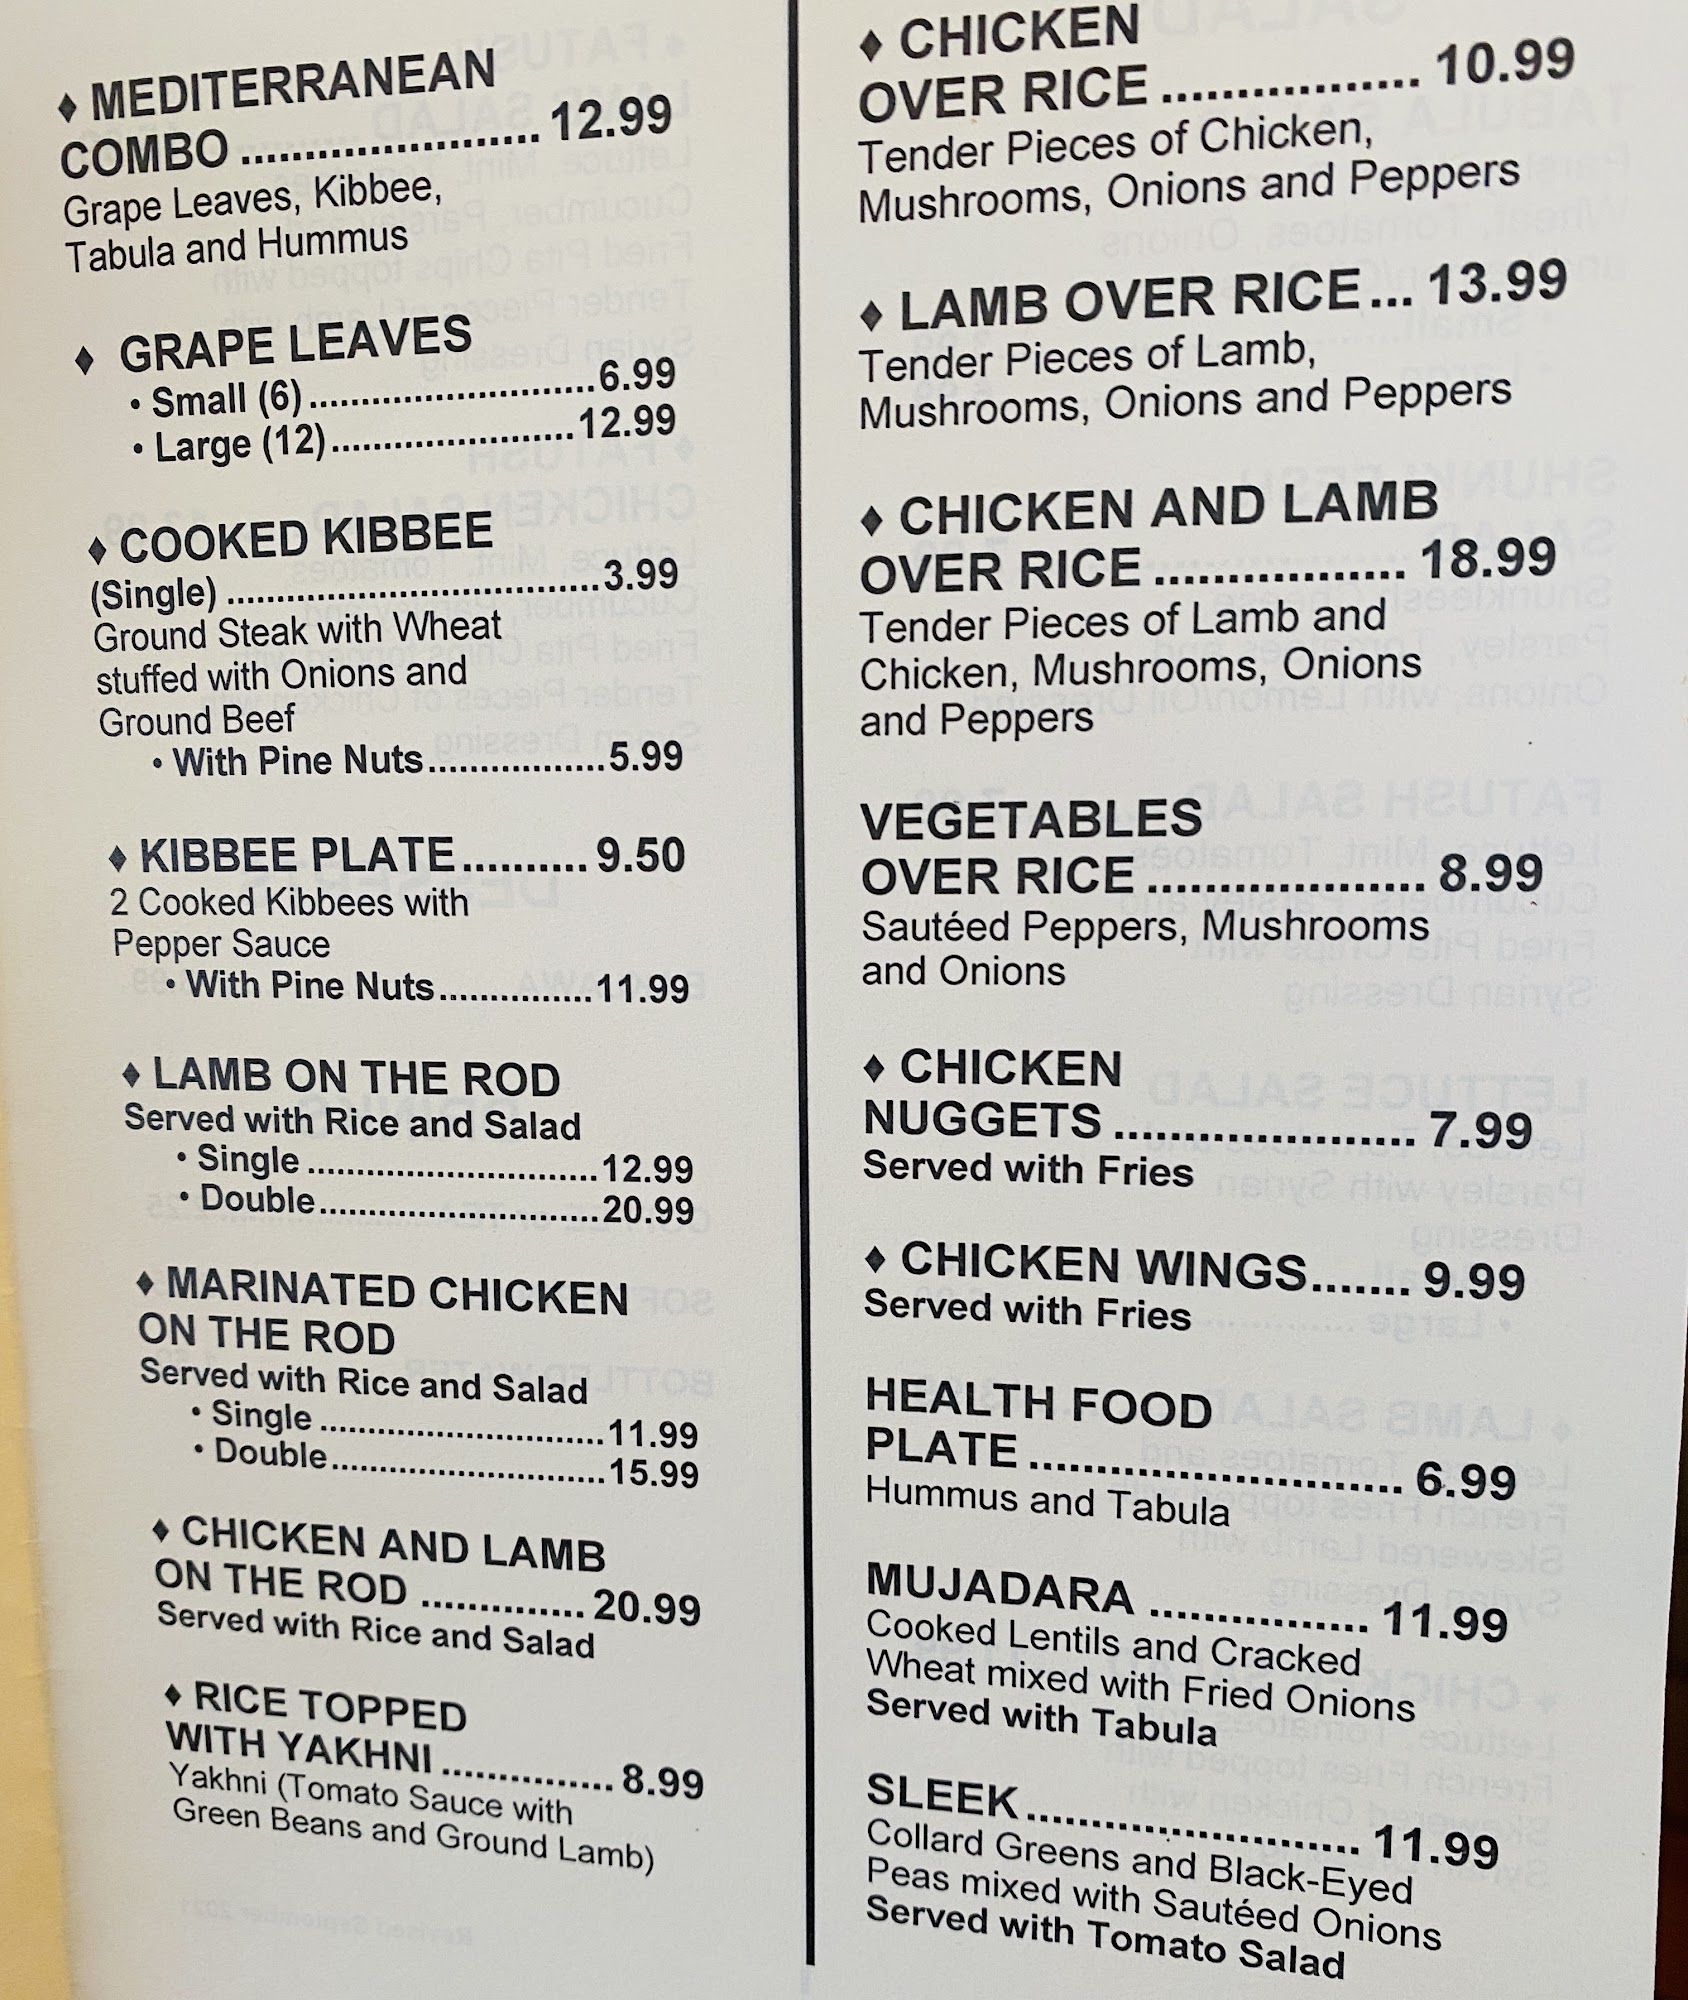 ♦ MEDITERRANEAN
COMBO ....................... 12.99
Grape Leaves, Kibbee,
Tabula and Hummus
♦ GRAPE LEAVES
• Small (6) ............................ 6.99
• Large (12) ........................ 12.99
♦ COOKED KIBBEE
(Single) .................................... 3.99
Ground Steak with Wheat
stuffed with Onions and
Ground Beef
• With Pine Nuts ................. 5.99
♦ KIBBEE PLATE .......... 9.50
2 Cooked Kibbees with
Pepper Sauce
• With Pine Nuts ............... 11.99
♦ LAMB ON THE ROD
Served with Rice and Salad
• Single ............................. 12.99
• Double ............................ 20.99
♦ MARINATED CHICKEN
ON THE ROD
Served with Rice and Salad
• Single ............................. 11.99
• Double ............................ 15.99
♦ CHICKEN AND LAMB
ON THE ROD .............. 20.99
Served with Rice and Salad
♦ RICE TOPPED
WITH YAKHNI ............... 8.99
Yakhni (Tomato Sauce with
Green Beans and Ground Lamb)
♦ CHICKEN
OVER RICE ................... 10.99
Tender Pieces of Chicken,
Mushrooms, Onions and Peppers
♦ LAMB OVER RICE ... 13.99
Tender Pieces of Lamb,
Mushrooms, Onions and Peppers
♦ CHICKEN AND LAMB
OVER RICE .................. 18.99
Tender Pieces of Lamb and
Chicken, Mushrooms, Onions
and Peppers
VEGETABLES
OVER RICE .................... 8.99
Sautéed Peppers, Mushrooms
and Onions
♦ CHICKEN
NUGGETS ...................... 7.99
Served with Fries
♦ CHICKEN WINGS ....... 9.99
Served with Fries
HEALTH FOOD
PLATE ........................... 6.99
Hummus and Tabula
MUJADARA ................ 11.99
Cooked Lentils and Cracked
Wheat mixed with Fried Onions
Served with Tabula
SLEEK ......................... 11.99
Collard Greens and Black-Eyed
Peas mixed with Sautéed Onions
Served with Tomato Salad